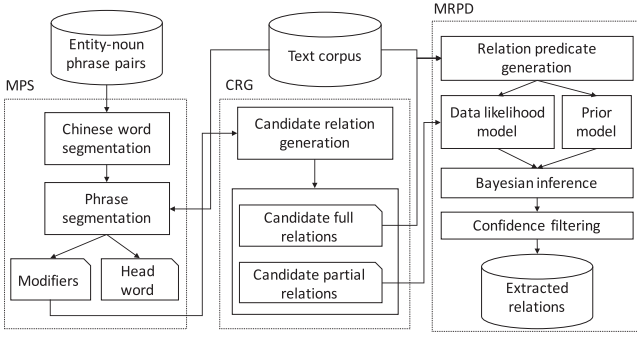 Entity-noun
phrase pairs
MPS
Chinese word
segmentation
Phrase
segmentation
Modifiers
Head
word
Text corpus
CRG
Candidate relation
generation
Candidate full
relations
Candidate partial
relations
MRPD
Relation predicate
generation
Data likelihood
model
Prior
model
Bayesian inference
Confidence filtering
Extracted
relations